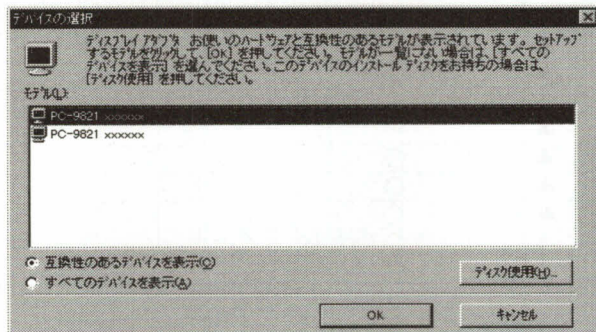 デバイスの選択
ディスプレイ アダプタ お使いのハードウェアと互換性のあるモデルが表示されています。セットアップ
するモデルをクリックして [OK] を押してください。モデルが一覧にない場合は、[すべての
デバイスを表示] を選んでください。このデバイスのインストール ディスクをお持ちの場合は、
[ディスク使用] を押してください。
モデル(L):
PC-9821 xxxxxx
PC-9821 xxxxxx
互換性のあるデバイスを表示(C)
すべてのデバイスを表示(A)
ディスク使用(H)...
OK
キャンセル